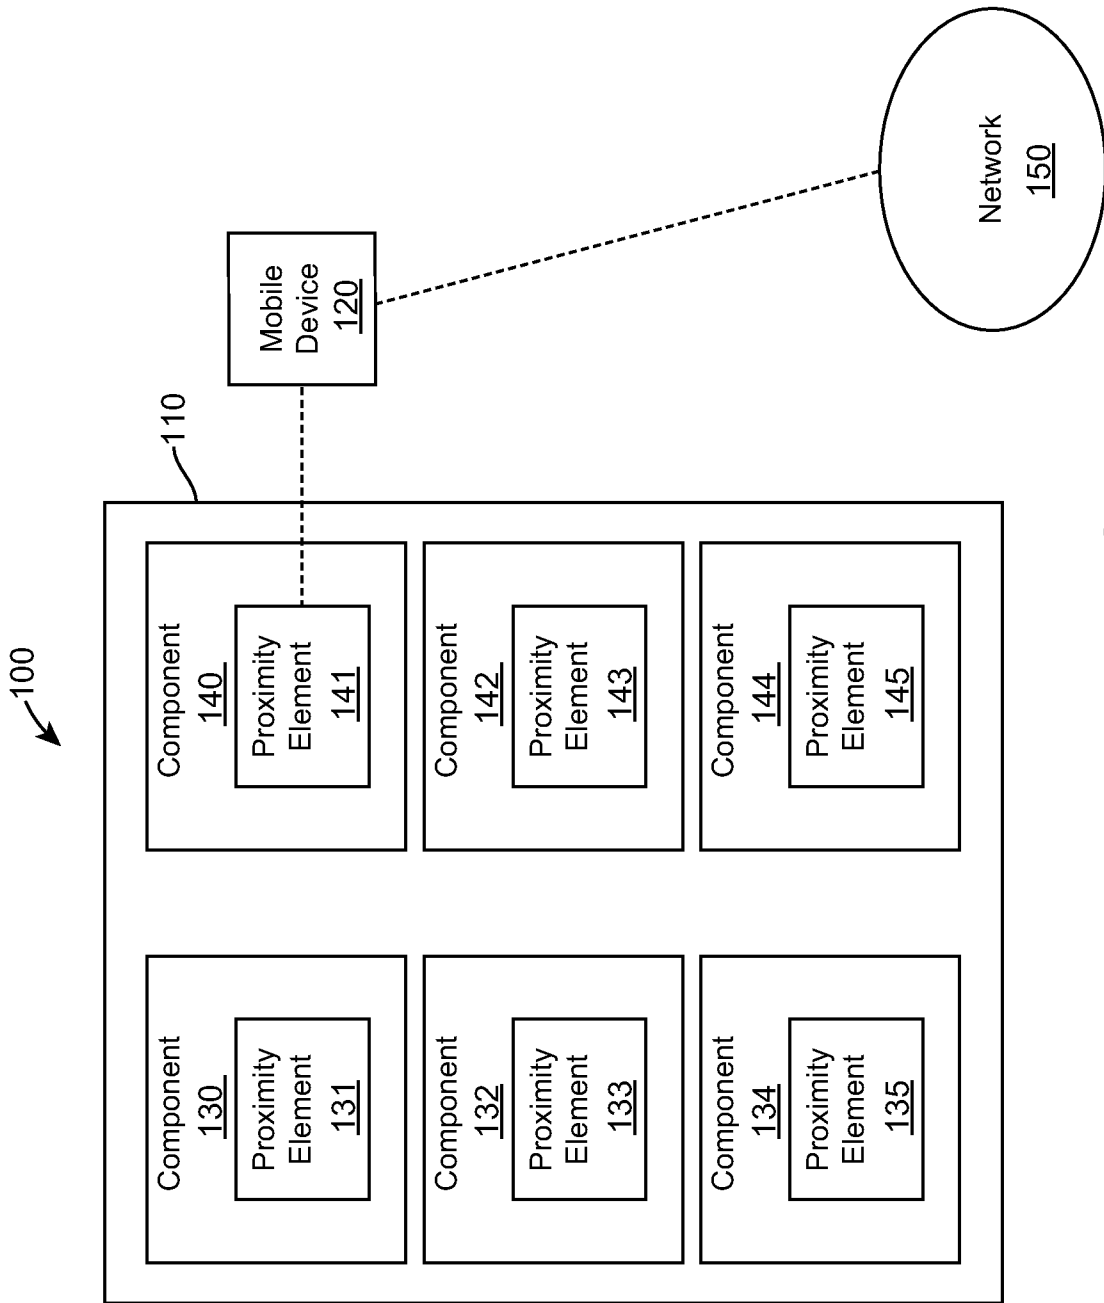 100
110
Component
130
Proximity
Element
131
Component
140
Proximity
Element
141
Mobile
Device
120
Component
132
Proximity
Element
133
Component
142
Proximity
Element
143
Component
134
Proximity
Element
135
Component
144
Proximity
Element
145
Network
150